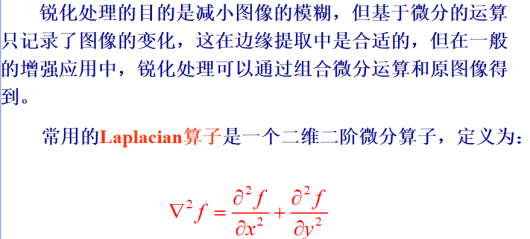 锐化处理的目的是减小图像的模糊，但基于微分的运算
只记录了图像的变化，这在边缘提取中是合适的，但在一般
的增强应用中，锐化处理可以通过组合微分运算和原图像得
到。
常用的Laplacian算子是一个二维二阶微分算子，定义为：
∇²f = ∂²f/∂x² + ∂²f/∂y²